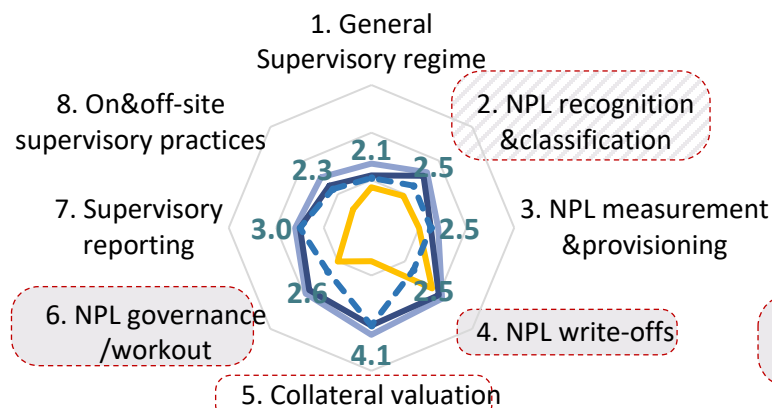 1. General
Supervisory regime
8. On&off-site
supervisory practices
2. NPL recognition
&classification
2.1
2.3
2.5
7. Supervisory
reporting
3.0
2.5
3. NPL measurement
&provisioning
2.6
2.5
6. NPL governance
/workout
4. NPL write-offs
4.1
5. Collateral valuation